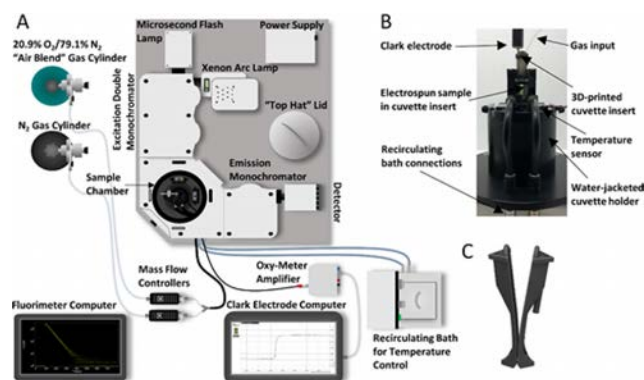 A
20.9% O₂/79.1% N₂
"Air Blend" Gas Cylinder
N₂ Gas Cylinder
Microsecond Flash
Lamp
Power Supply
Xenon Arc Lamp
Excitation Double
Monochromator
"Top Hat" Lid
Emission
Monochromator
Sample
Chamber
Detector
Mass Flow
Controllers
Oxy-Meter
Amplifier
Fluorimeter Computer
Clark Electrode Computer
Recirculating Bath
for Temperature
Control
B
Clark electrode
Gas input
Electrospun sample
in cuvette insert
3D-printed
cuvette insert
Temperature
sensor
Recirculating
bath connections
Water-jacketed
cuvette holder
C